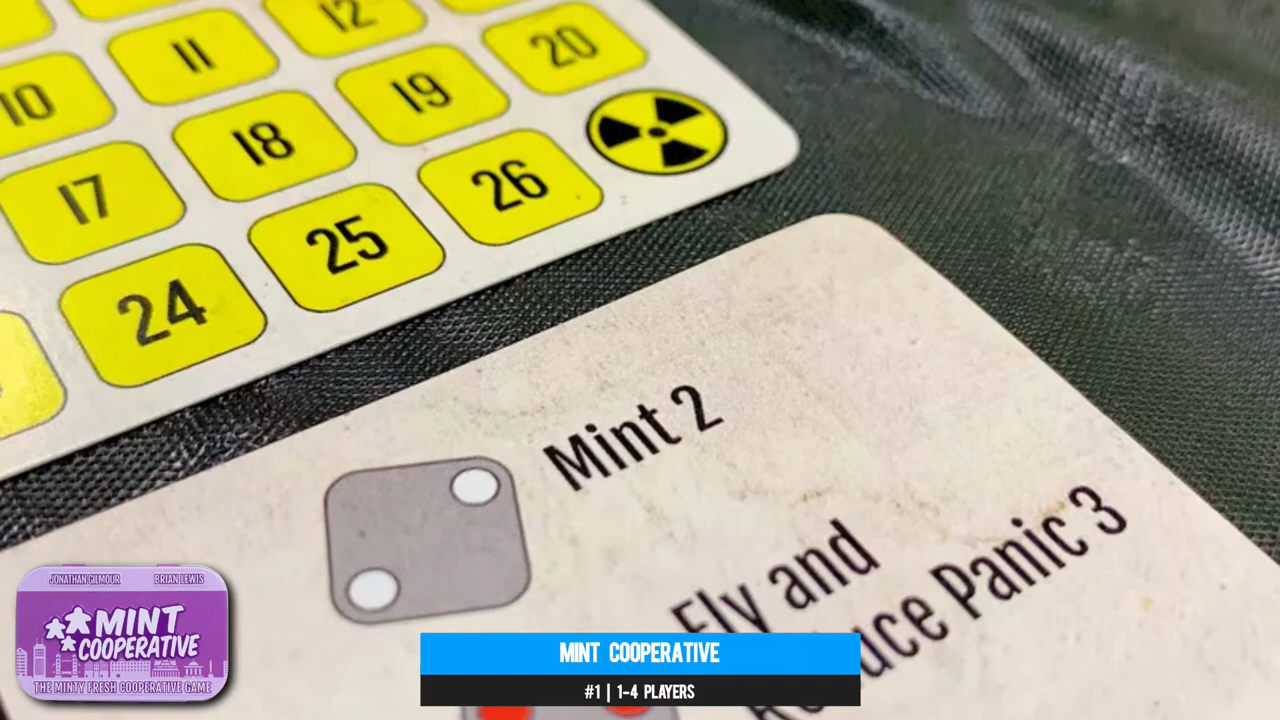 12
11
20
10
19
18
17
26
25
24
Mint 2
Fly and
Reduce Panic 3
JONATHAN GILMOUR BRIAN LEWIS
MINT
COOPERATIVE
THE MINTY FRESH COOPERATIVE GAME
MINT COOPERATIVE
#1 | 1-4 PLAYERS